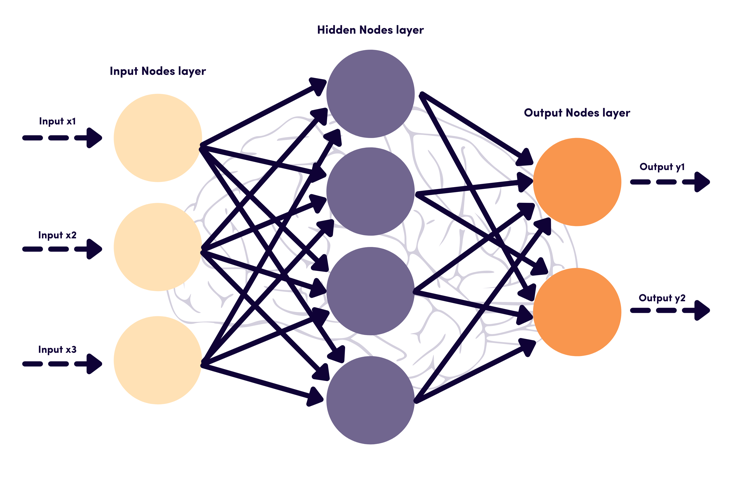 Hidden Nodes layer
Input Nodes layer
Output Nodes layer
Input x1
Input x2
Input x3
Output y1
Output y2